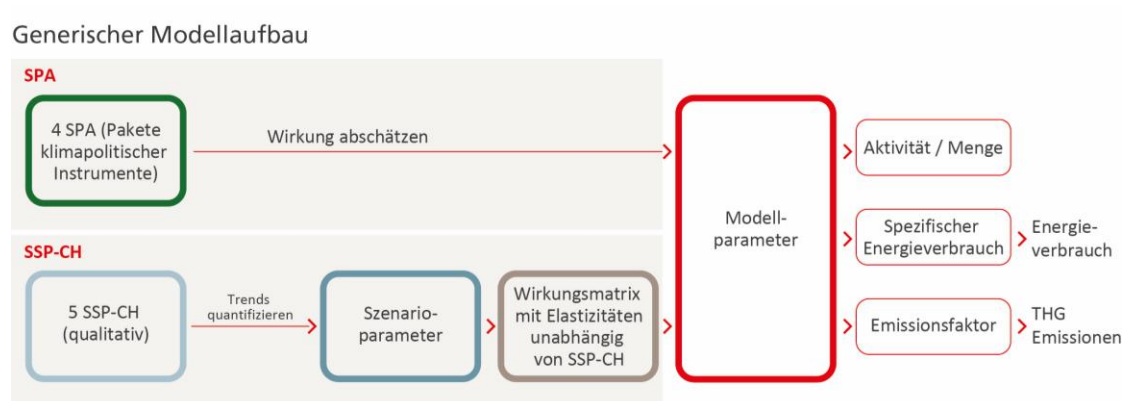 Generischer Modellaufbau
SPA
4 SPA (Pakete
klimapolitischer
Instrumente)
Wirkung abschätzen
SSP-CH
5 SSP-CH
(qualitativ)
Trends
quantifizieren
Szenario-
parameter
Wirkungsmatrix
mit Elastizitäten
unabhängig
von SSP-CH
Modell-
parameter
Aktivität / Menge
Spezifischer
Energieverbrauch
Energie-
verbrauch
Emissionsfaktor
THG
Emissionen